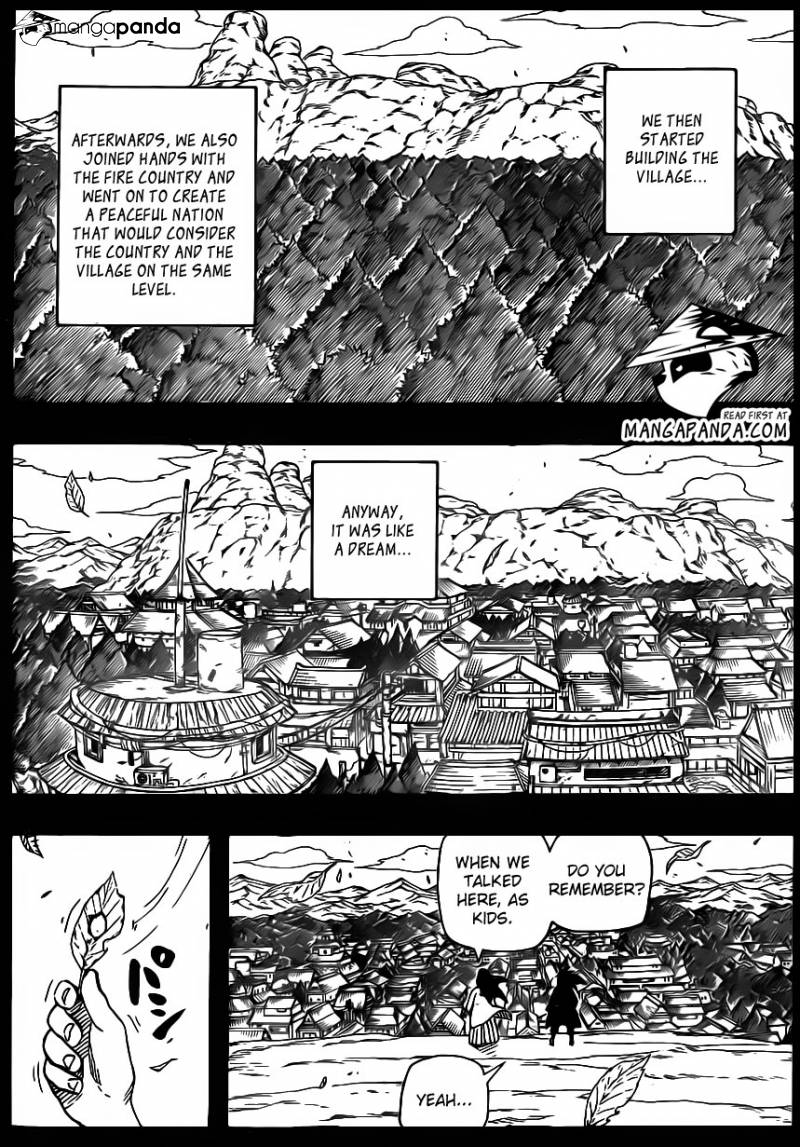 mangapanda
WE THEN
STARTED
BUILDING THE
VILLAGE...
AFTERWARDS, WE ALSO
JOINED HANDS WITH
THE FIRE COUNTRY AND
WENT ON TO CREATE
A PEACEFUL NATION
THAT WOULD CONSIDER
THE COUNTRY AND THE
VILLAGE ON THE SAME
LEVEL.
READ FIRST AT
MANGAPANDA.COM
ANYWAY,
IT WAS LIKE
A DREAM...
DO YOU
REMEMBER?
WHEN WE
TALKED
HERE, AS
KIDS.
YEAH...